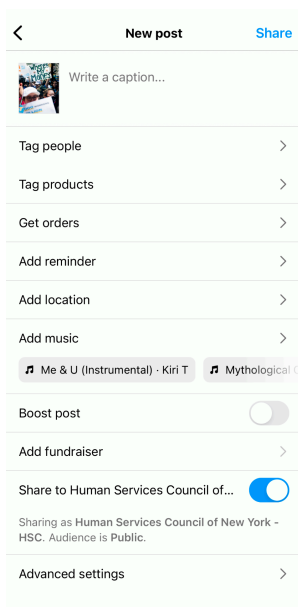 New post
Share
Write a caption...
Tag people
Tag products
Get orders
Add reminder
Add location
Add music
Me & U (Instrumental) · Kiri T
Mythological
Boost post
Add fundraiser
Share to Human Services Council of...
Sharing as Human Services Council of New York -
HSC. Audience is Public.
Advanced settings